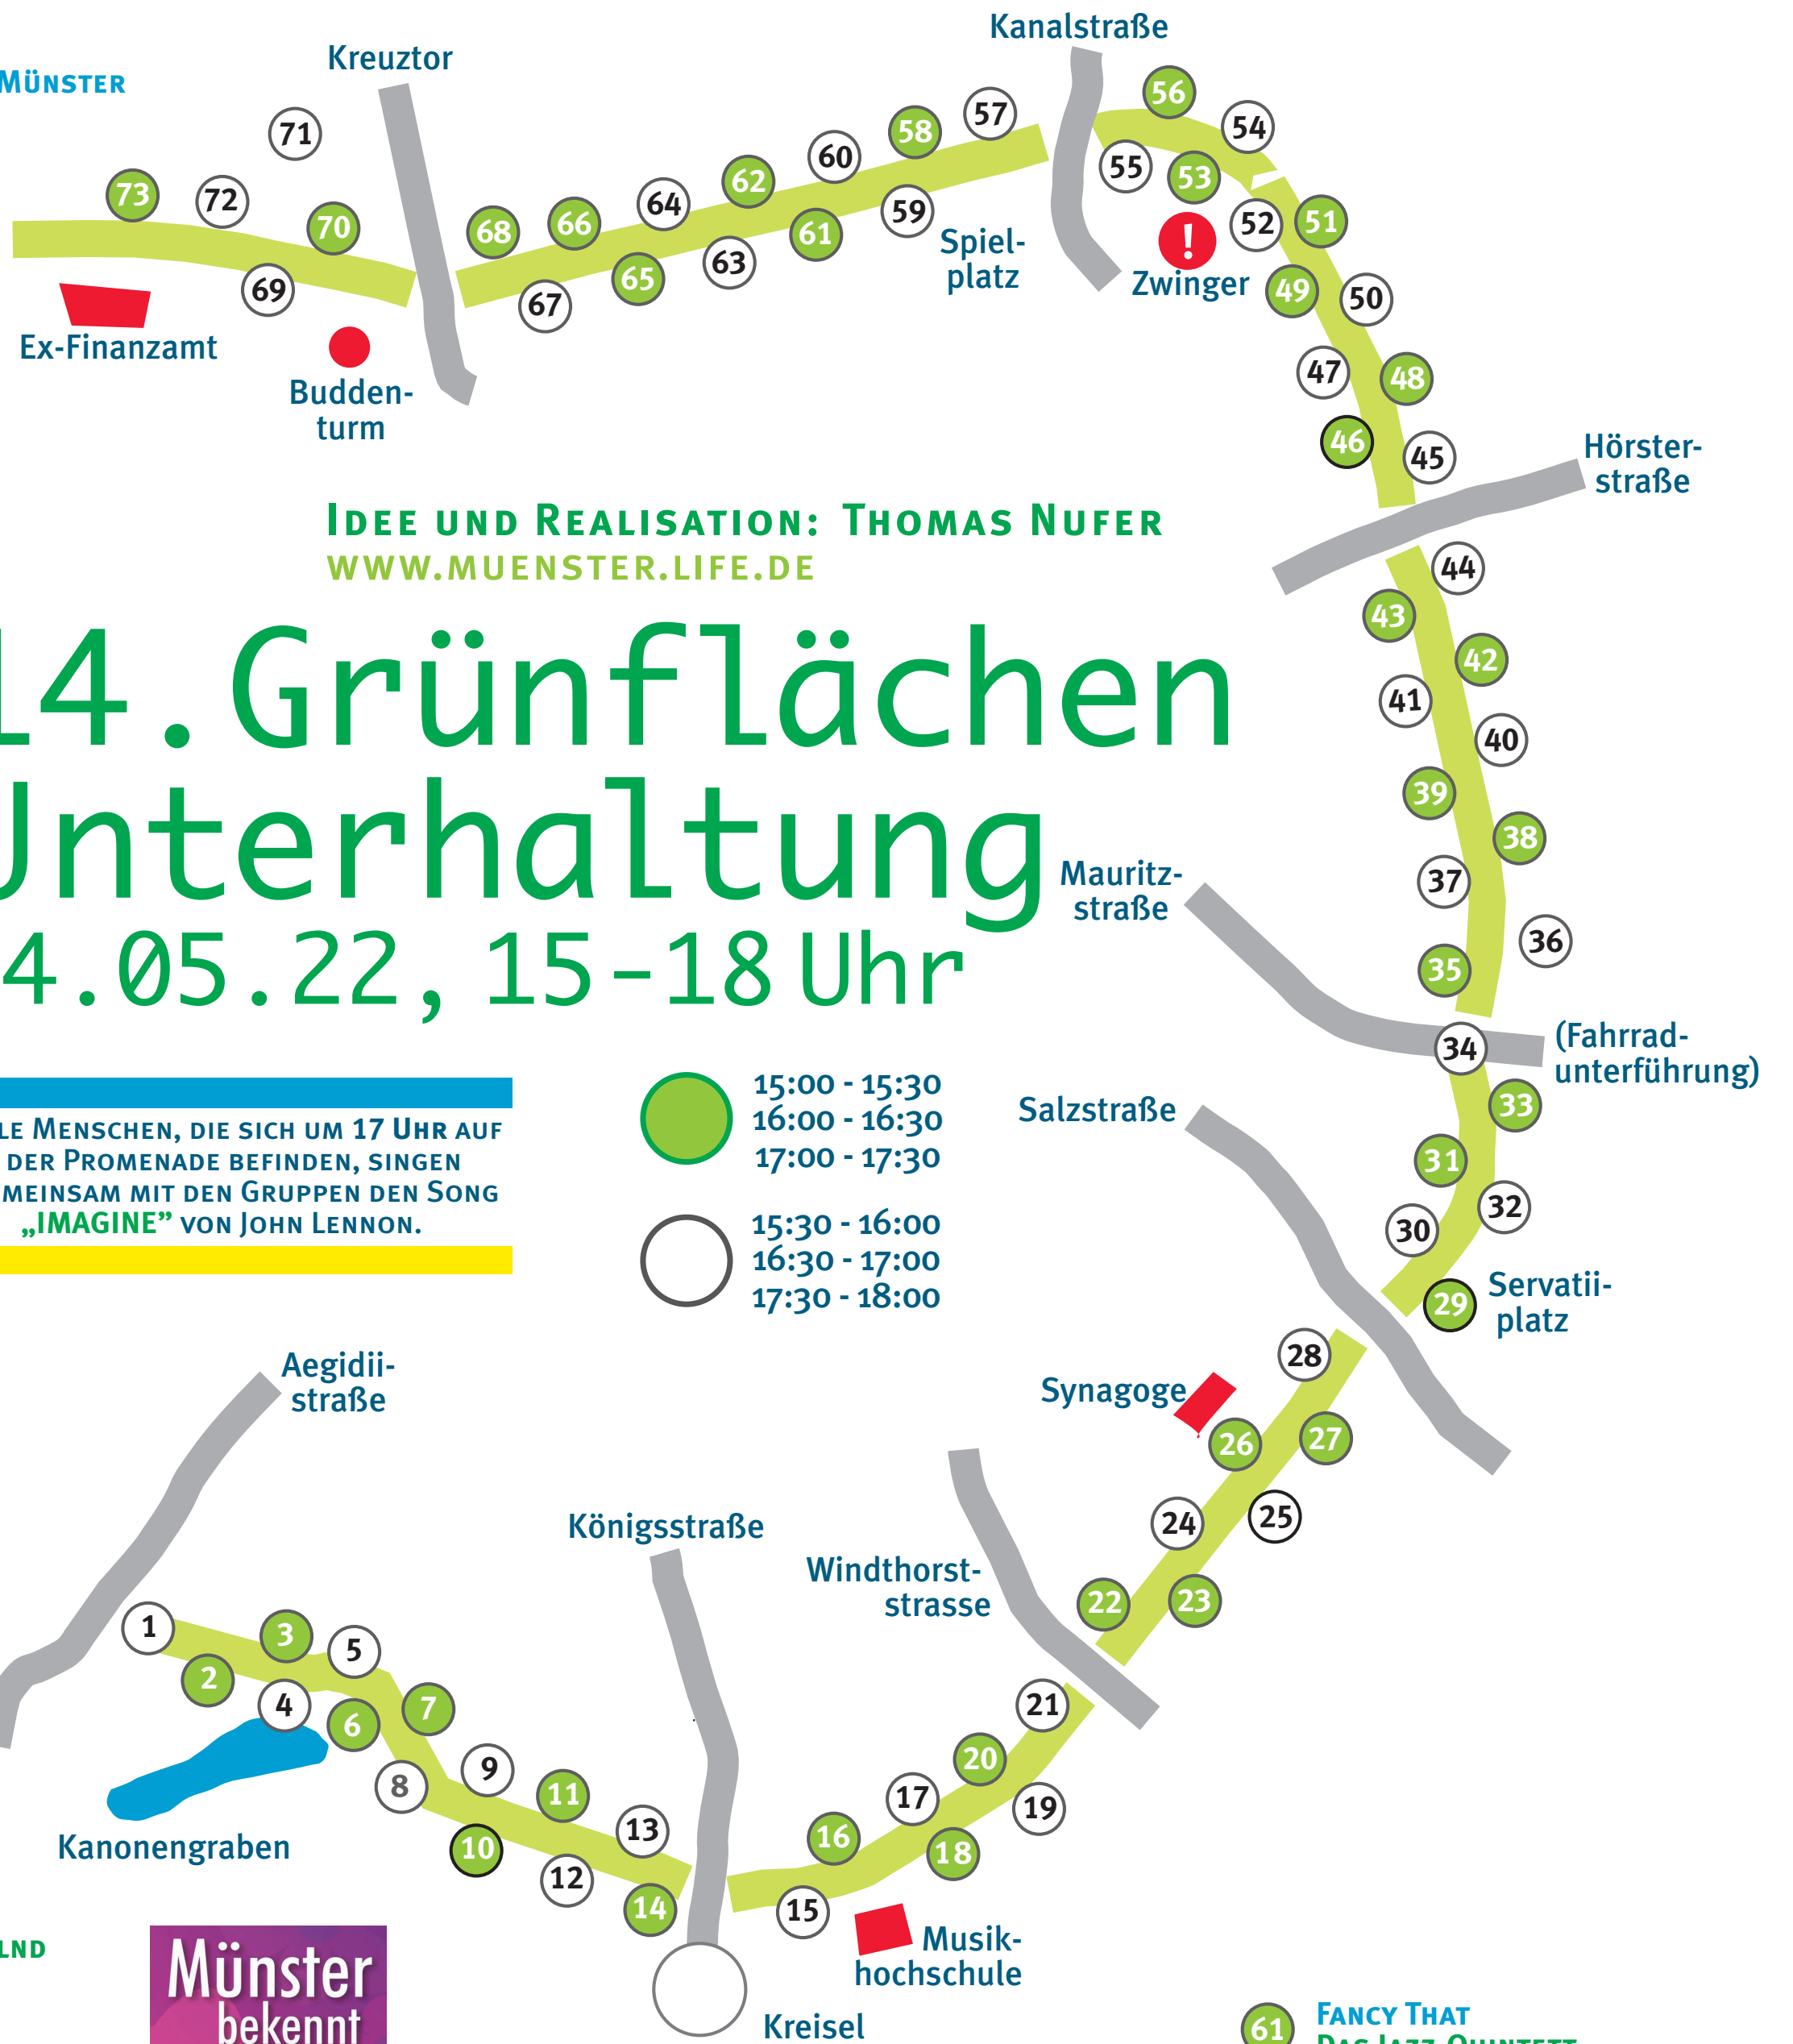 Kanalstraße
Kreuztor
MÜNSTER
56
57
54
58
71
60
55
53
62
73
72
64
59
52
51
70
68
66
61
Spiel-
platz
63
65
69
67
!
Zwinger
49
50
Ex-Finanzamt
Budden-
turm
47
48
46
45
Hörster-
straße
IDEE UND REALISATION: THOMAS NUFER
WWW.MUENSTER.LIFE.DE
44
43
42
41
40
39
38
37
36
35
14.Grünflächen
Unterhaltung
4.05.22, 15-18 Uhr
Mauritz-
straße
34
(Fahrrad-
unterführung)
33
31
32
30
29
Servatii-
platz
Salzstraße
LE MENSCHEN, DIE SICH UM 17 UHR AUF
DER PROMENADE BEFINDEN, SINGEN
MEINSAM MIT DEN GRUPPEN DEN SONG
„IMAGINE” VON JOHN LENNON.
15:00 - 15:30
16:00 - 16:30
17:00 - 17:30
15:30 - 16:00
16:30 - 17:00
17:30 - 18:00
28
Synagoge
26
27
24
25
22
23
Aegidii-
straße
Königsstraße
Windthorst-
strasse
1
3
5
2
4
6
7
8
9
11
10
13
12
14
Kanonengraben
21
20
17
19
16
18
15
Musik-
hochschule
Kreisel
LND
Münster
bekennt
61
FANCY THAT
DAS JAZZ-QUINTETT